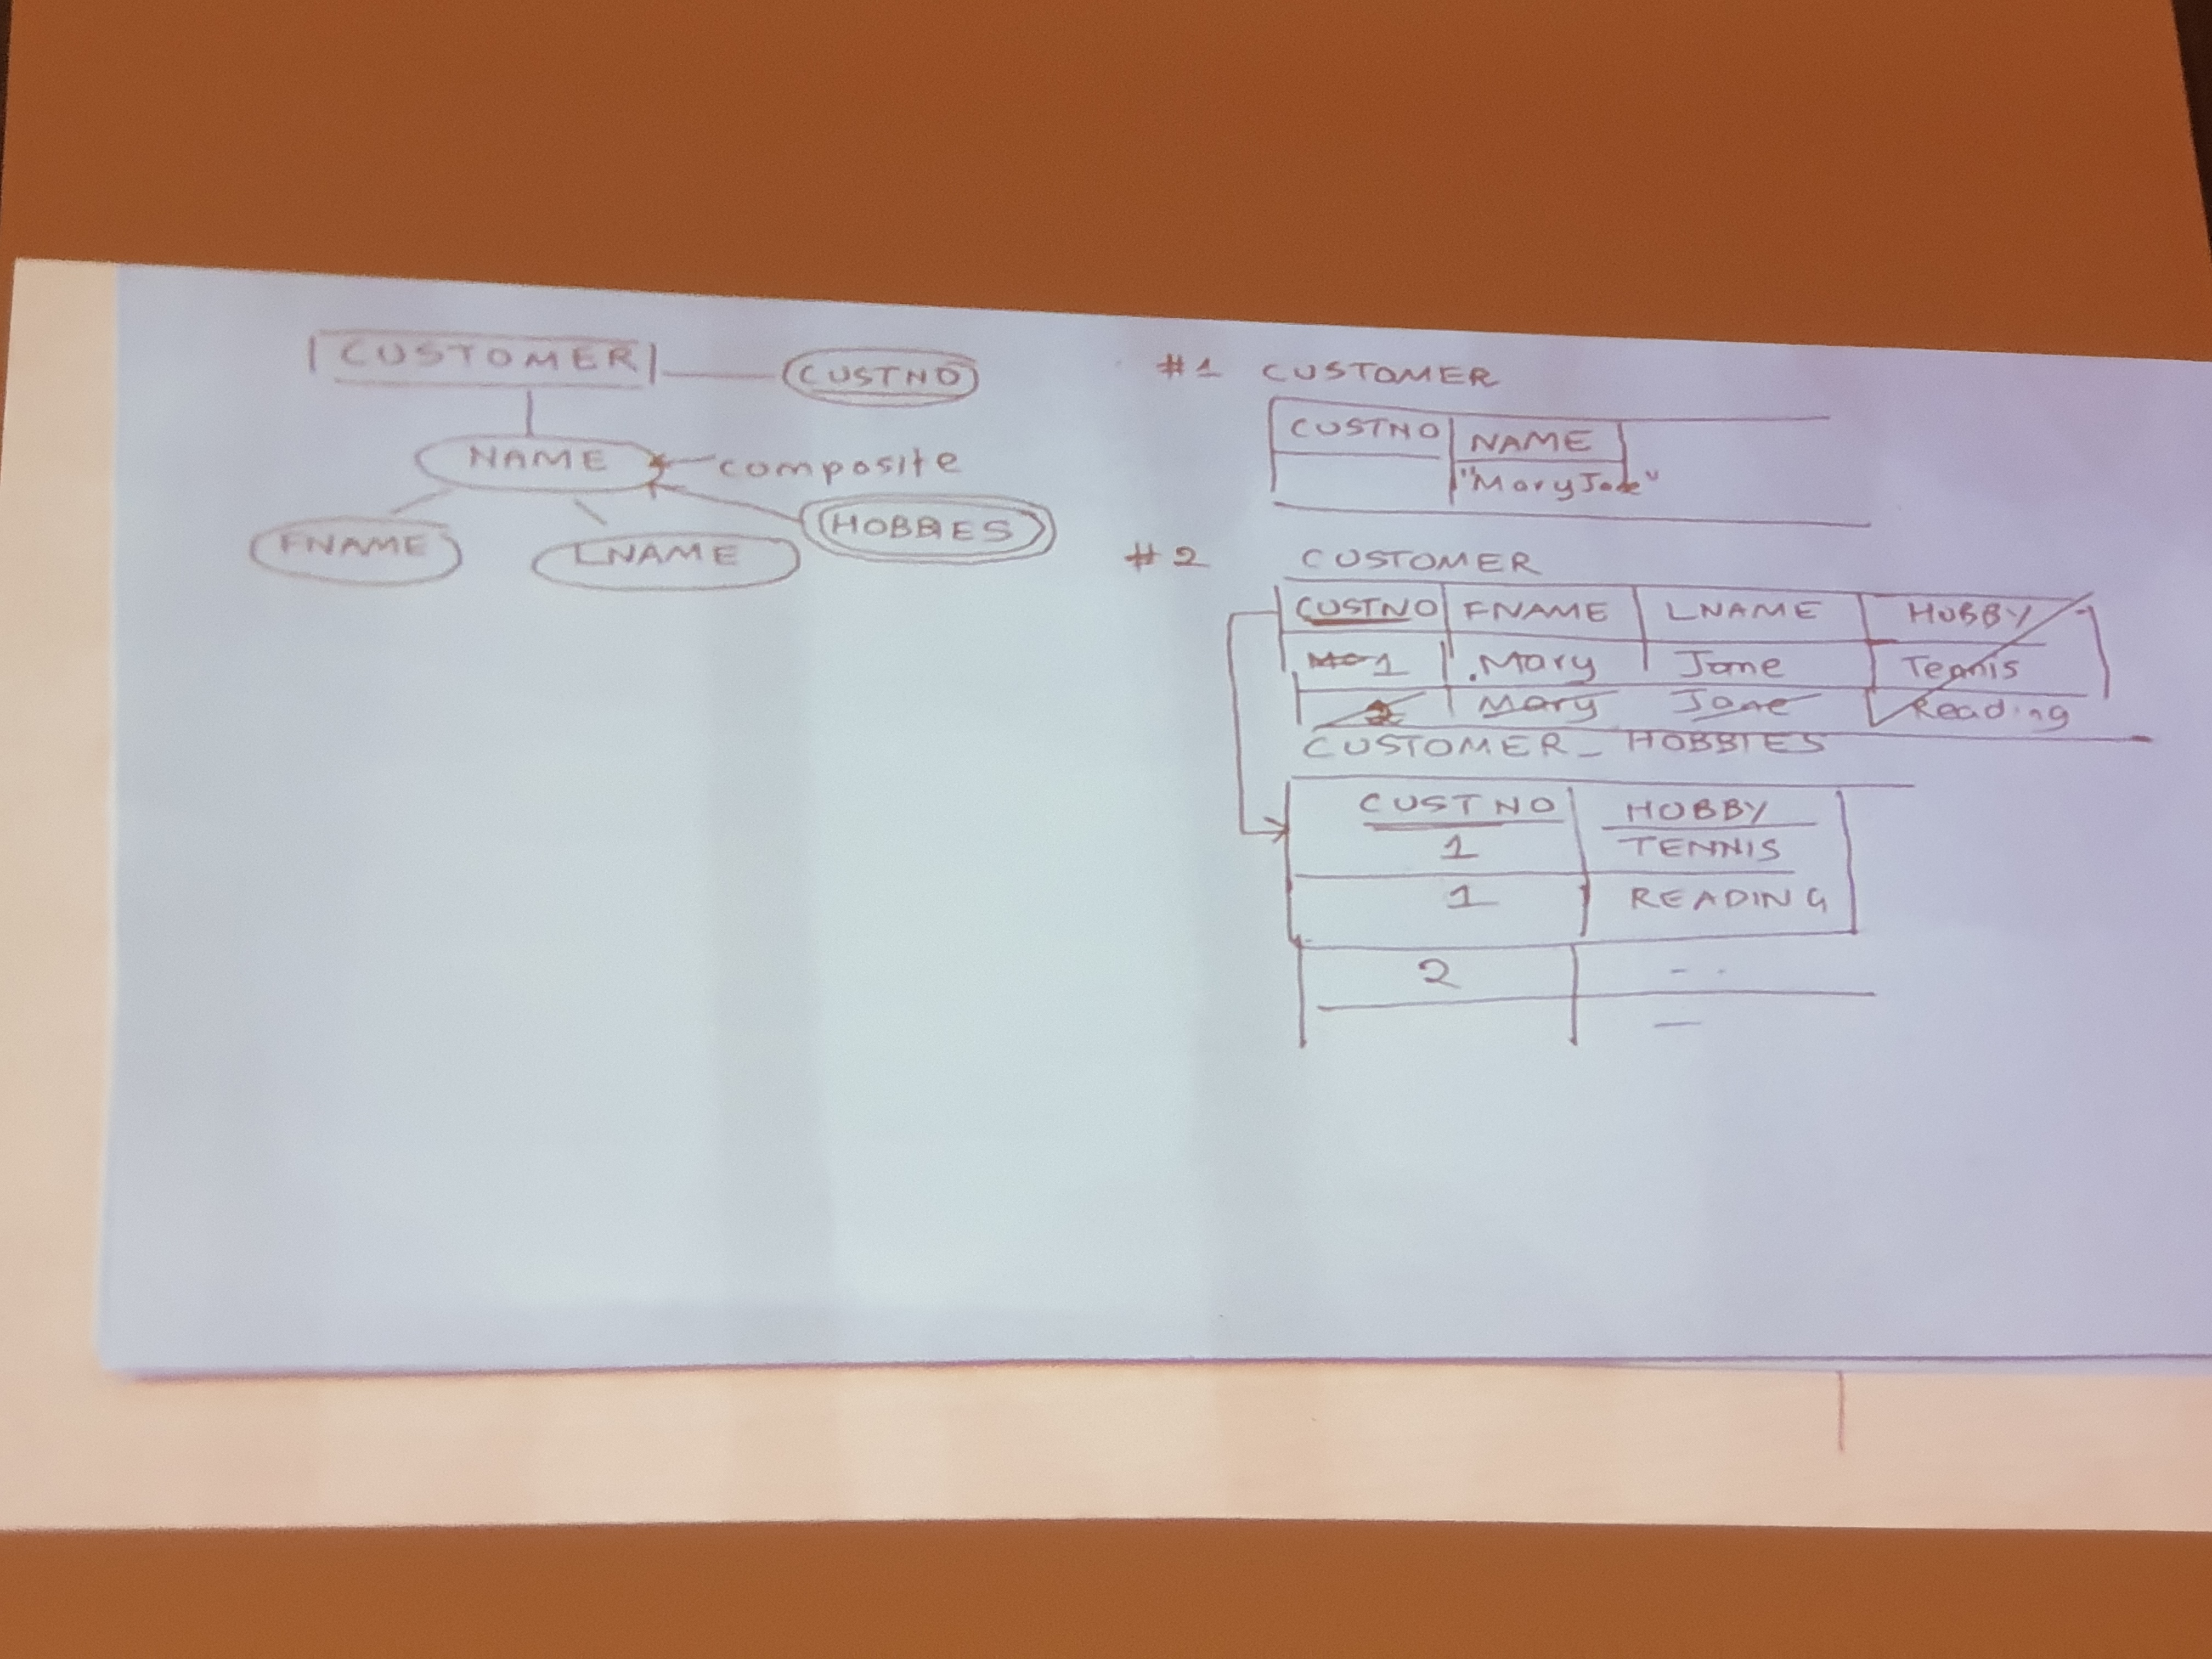 CUSTOMER CUSTNO
NAME composite
HOBBIES
FNAME LNAME
#1 CUSTOMER
CUSTNO NAME
"Mary Jane"
#2 CUSTOMER
CUSTNO FNAME LNAME HOBBY
1 Mary Jane Tennis
2 Mary Jane Reading
CUSTOMER_HOBBIES
CUSTNO HOBBY
1 TENNIS
1 READING
2 - -
—